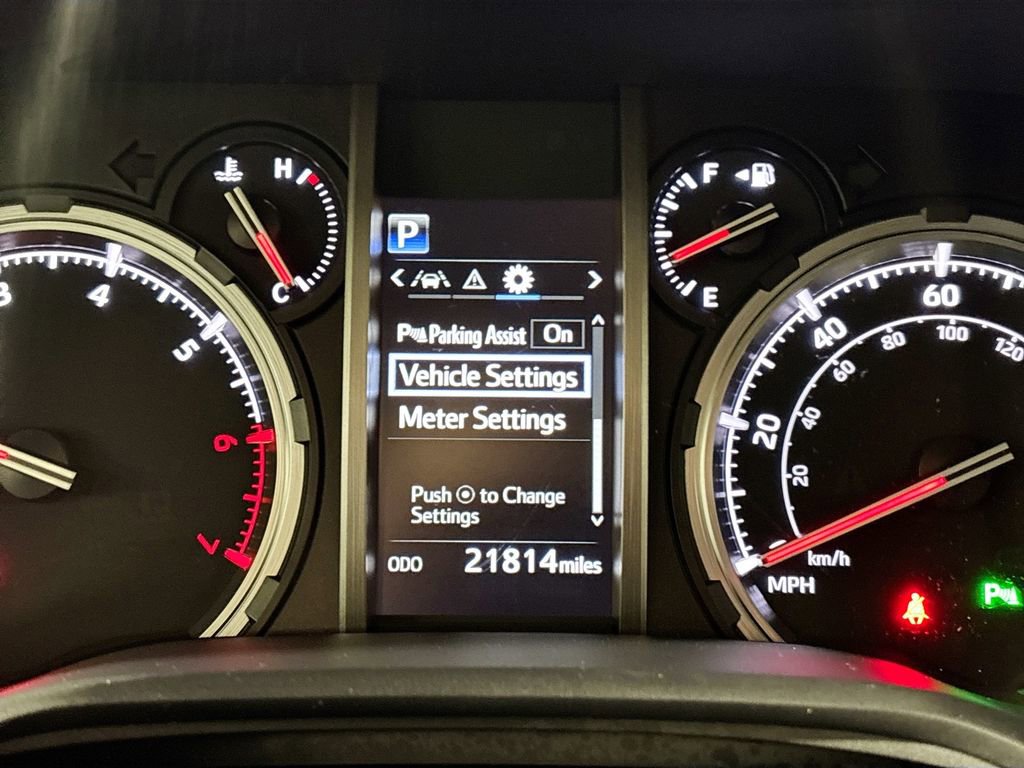 H
C
F
E
3
4
5
6
7
P
P Parking Assist On
Vehicle Settings
Meter Settings
Push to Change
Settings
ODO 21814 miles
20
40
60
20
40
60
80
100
120
km/h
MPH
P